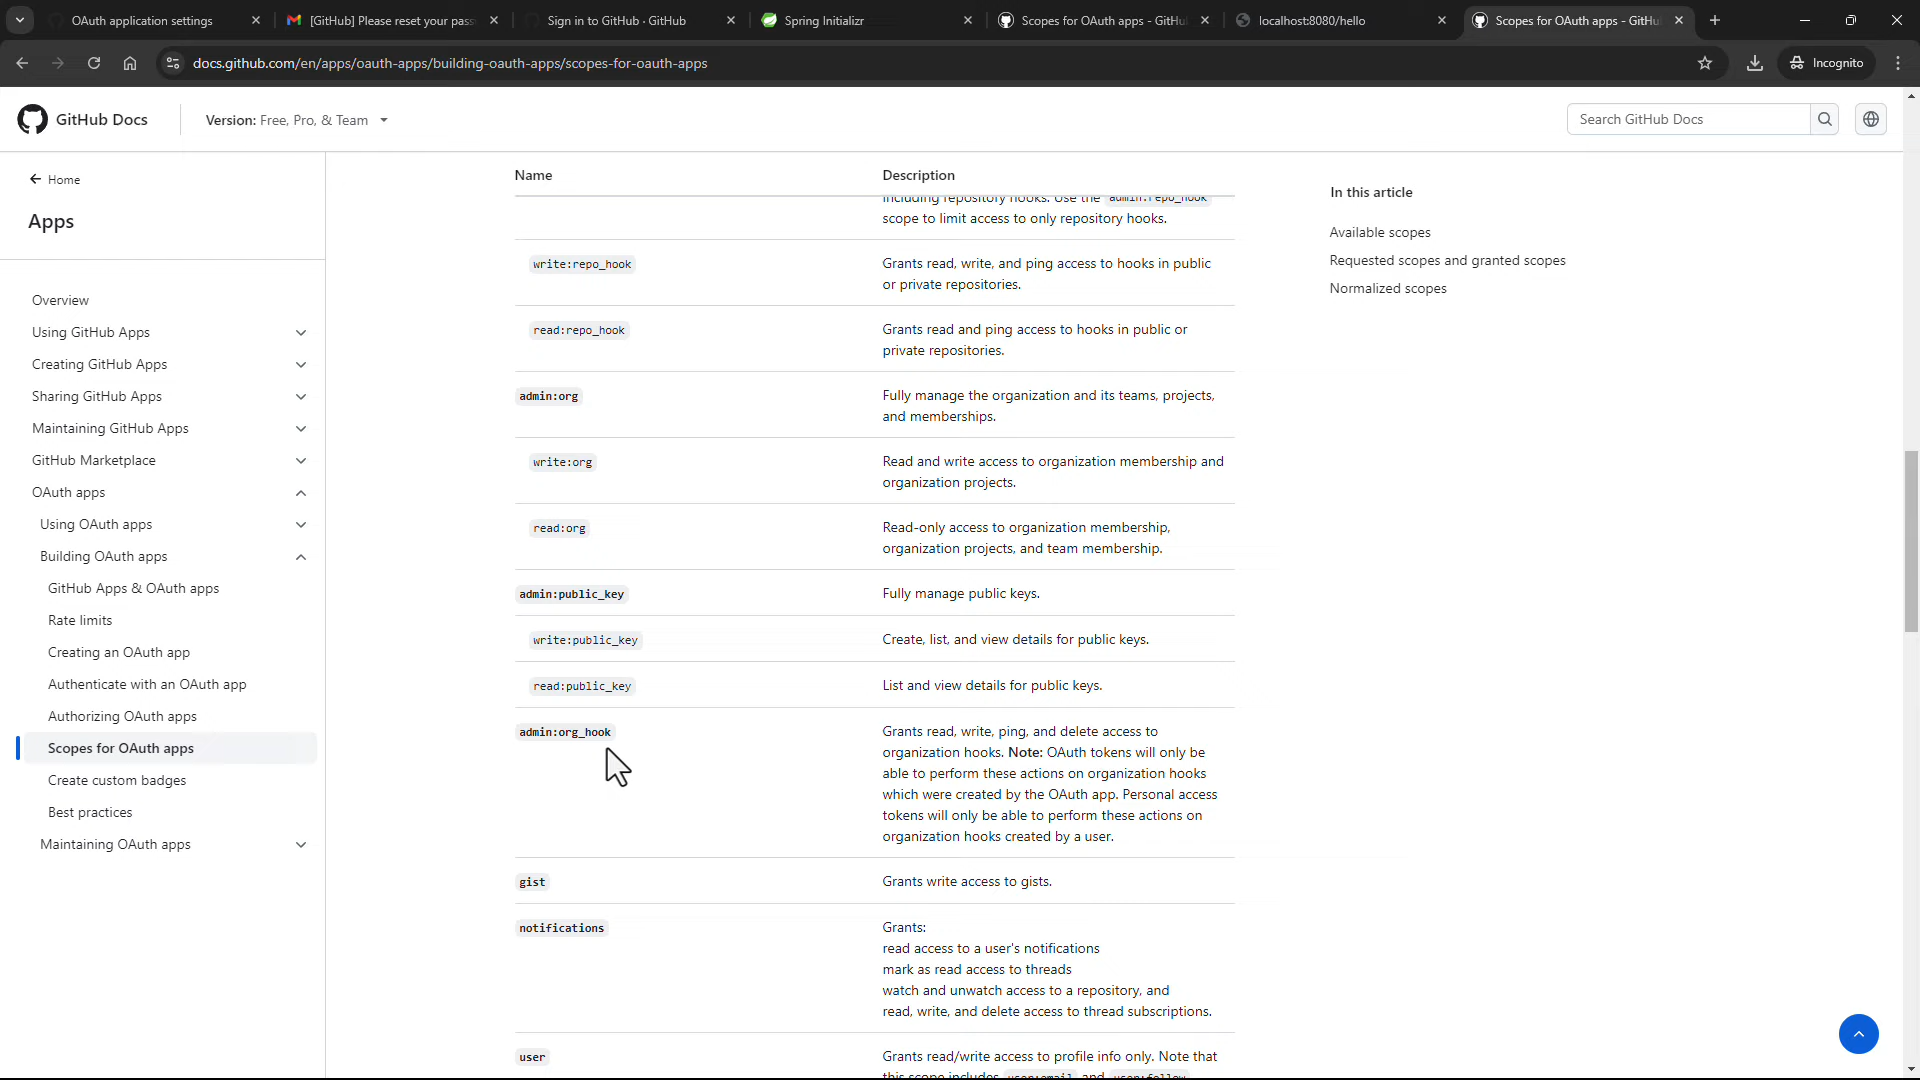 OAuth application settings
[GitHub] Please reset your pass
Sign in to GitHub · GitHub
Spring Initializr
Scopes for OAuth apps - GitHu
localhost:8080/hello
Scopes for OAuth apps - GitHu
docs.github.com/en/apps/oauth-apps/building-oauth-apps/scopes-for-oauth-apps
Incognito
GitHub Docs
Version: Free, Pro, & Team
Search GitHub Docs
Home
Apps
Overview
Using GitHub Apps
Creating GitHub Apps
Sharing GitHub Apps
Maintaining GitHub Apps
GitHub Marketplace
OAuth apps
Using OAuth apps
Building OAuth apps
GitHub Apps & OAuth apps
Rate limits
Creating an OAuth app
Authenticate with an OAuth app
Authorizing OAuth apps
Scopes for OAuth apps
Create custom badges
Best practices
Maintaining OAuth apps
Name Description
including repository hooks. Use the admin:repo_hook
scope to limit access to only repository hooks.
write:repo_hook Grants read, write, and ping access to hooks in public
or private repositories.
read:repo_hook Grants read and ping access to hooks in public or
private repositories.
admin:org Fully manage the organization and its teams, projects,
and memberships.
write:org Read and write access to organization membership and
organization projects.
read:org Read-only access to organization membership,
organization projects, and team membership.
admin:public_key Fully manage public keys.
write:public_key Create, list, and view details for public keys.
read:public_key List and view details for public keys.
admin:org_hook Grants read, write, ping, and delete access to
organization hooks. Note: OAuth tokens will only be
able to perform these actions on organization hooks
which were created by the OAuth app. Personal access
tokens will only be able to perform these actions on
organization hooks created by a user.
gist Grants write access to gists.
notifications Grants:
read access to a user's notifications
mark as read access to threads
watch and unwatch access to a repository, and
read, write, and delete access to thread subscriptions.
user Grants read/write access to profile info only. Note that
this scope includes user:email and user:follow
In this article
Available scopes
Requested scopes and granted scopes
Normalized scopes